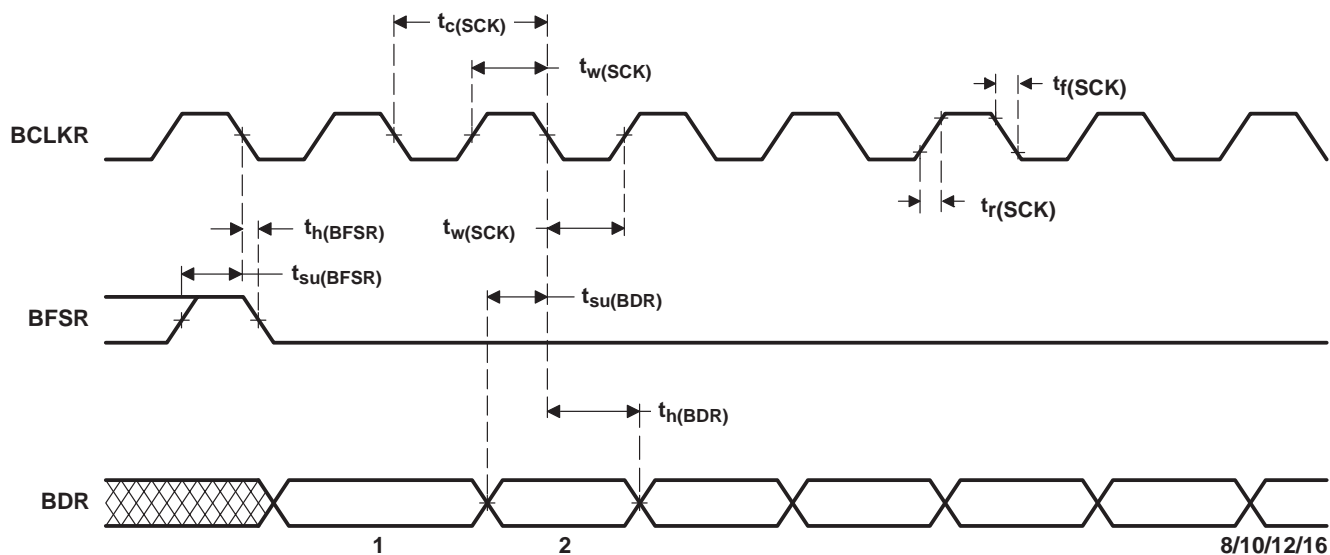 tc(SCK)
tw(SCK)
tf(SCK)
BCLKR
tr(SCK)
th(BFSR)
tw(SCK)
tsu(BFSR)
tsu(BDR)
BFSR
th(BDR)
BDR
1 2 8/10/12/16